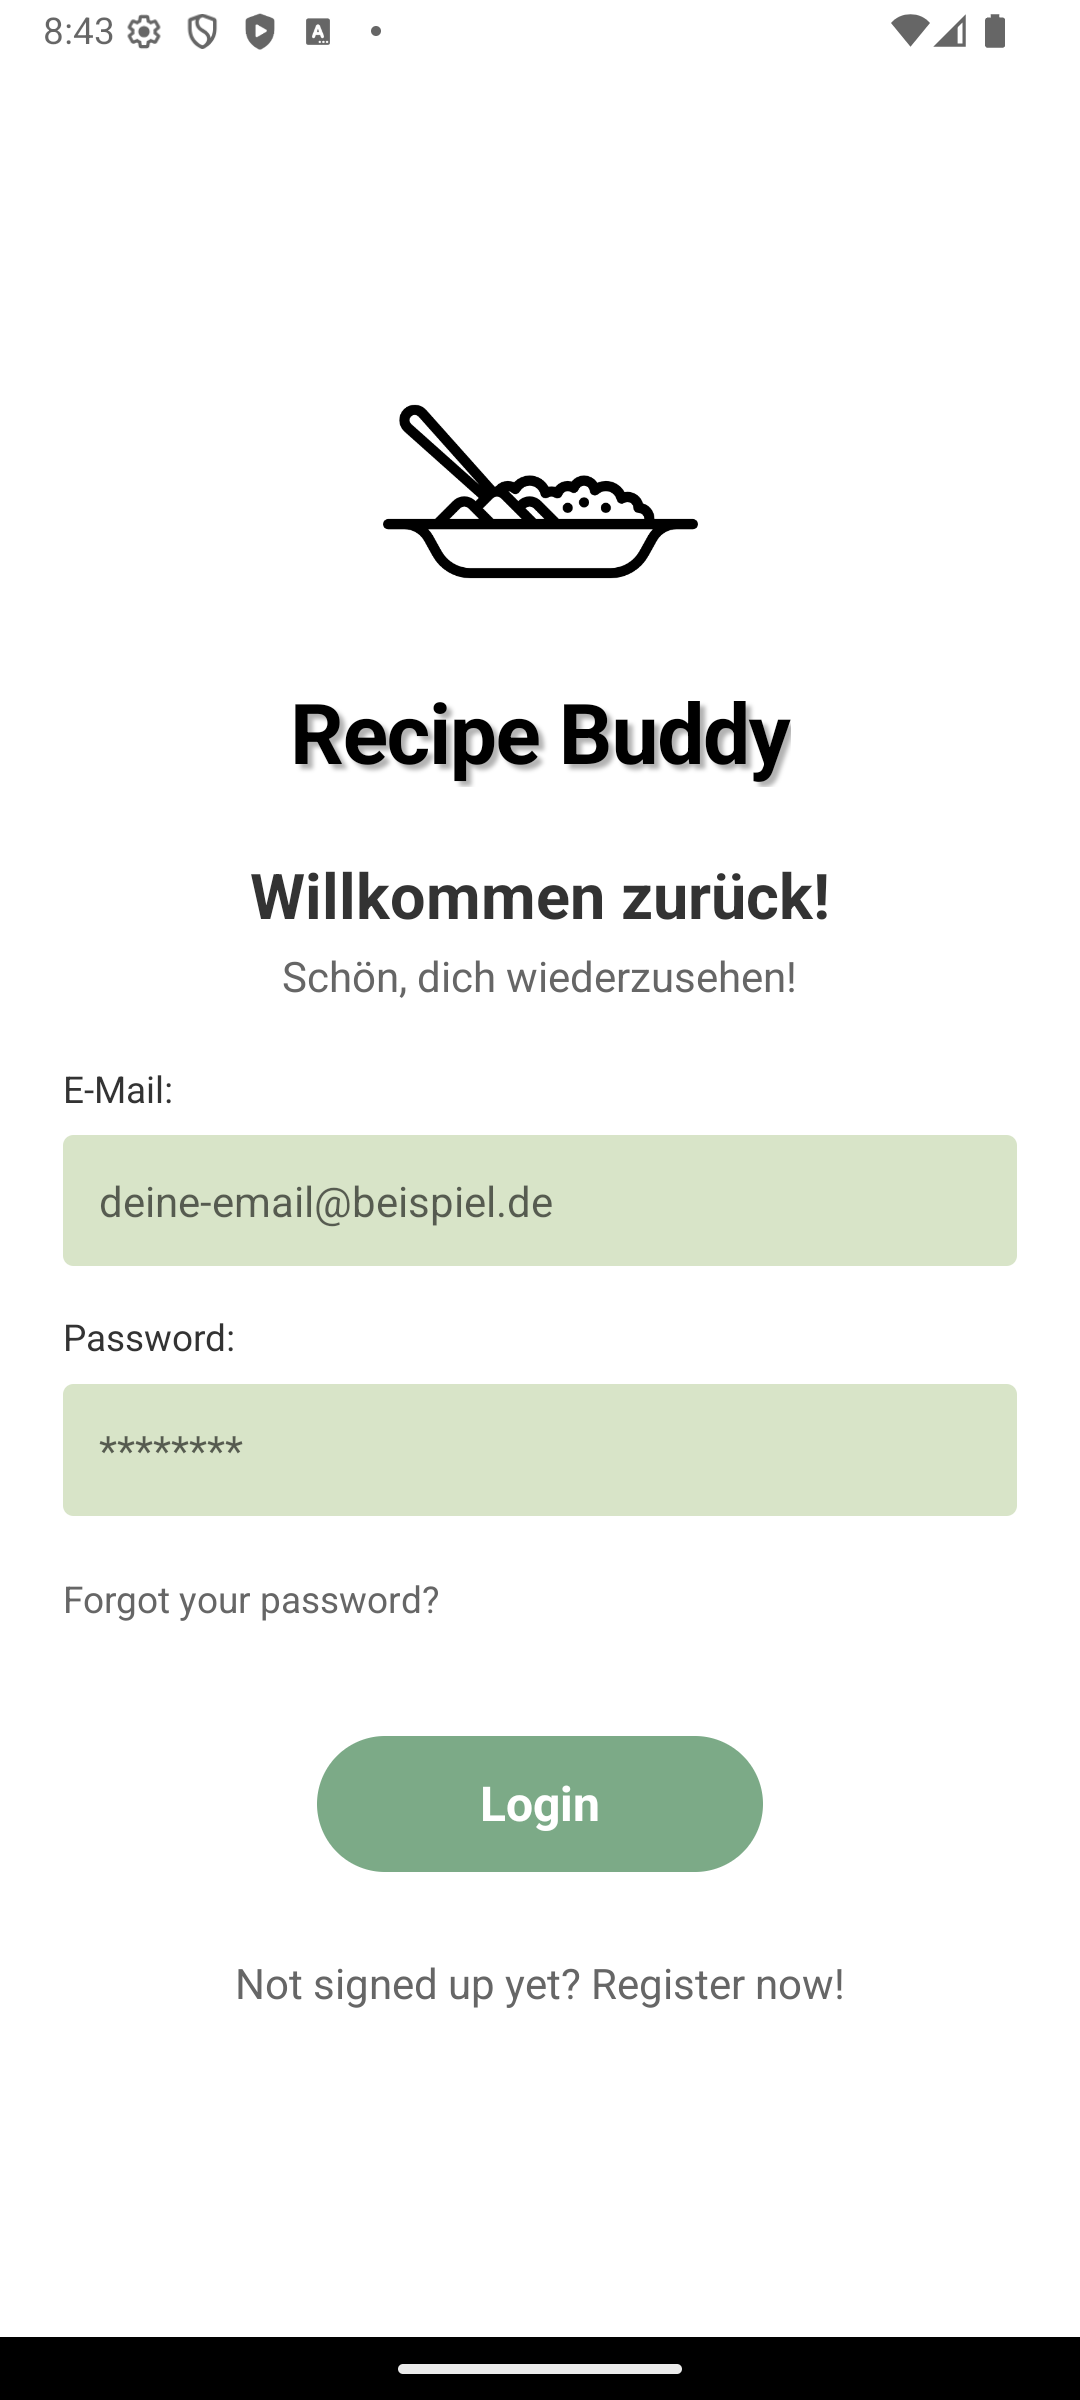 8:43
Recipe Buddy
Willkommen zurück!
Schön, dich wiederzusehen!
E-Mail:
deine-email@beispiel.de
Password:
********
Forgot your password?
Login
Not signed up yet? Register now!